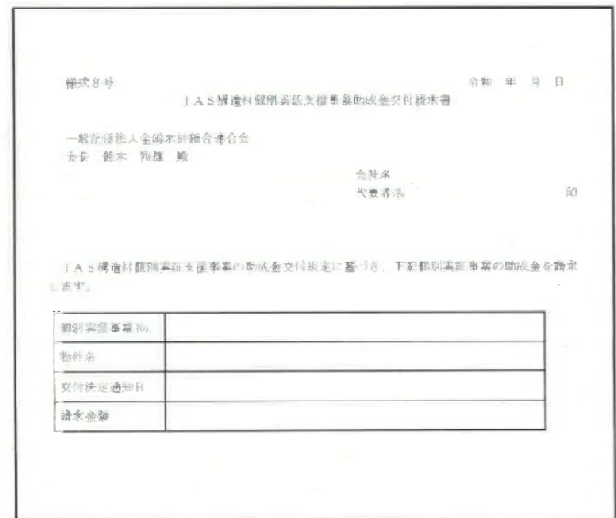 様式8号
令和 年 月 日
JAS構造材個別実証支援事業助成金交付請求書
一般社団法人全国木材組合連合会
会長 鈴木 和雄 殿
会社名
代表者名 印
JAS構造材個別実証支援事業の助成金交付規定に基づき、下記個別実証事業の助成金を請求
します。
個別実証事業No.
物件名
交付決定通知日
請求金額